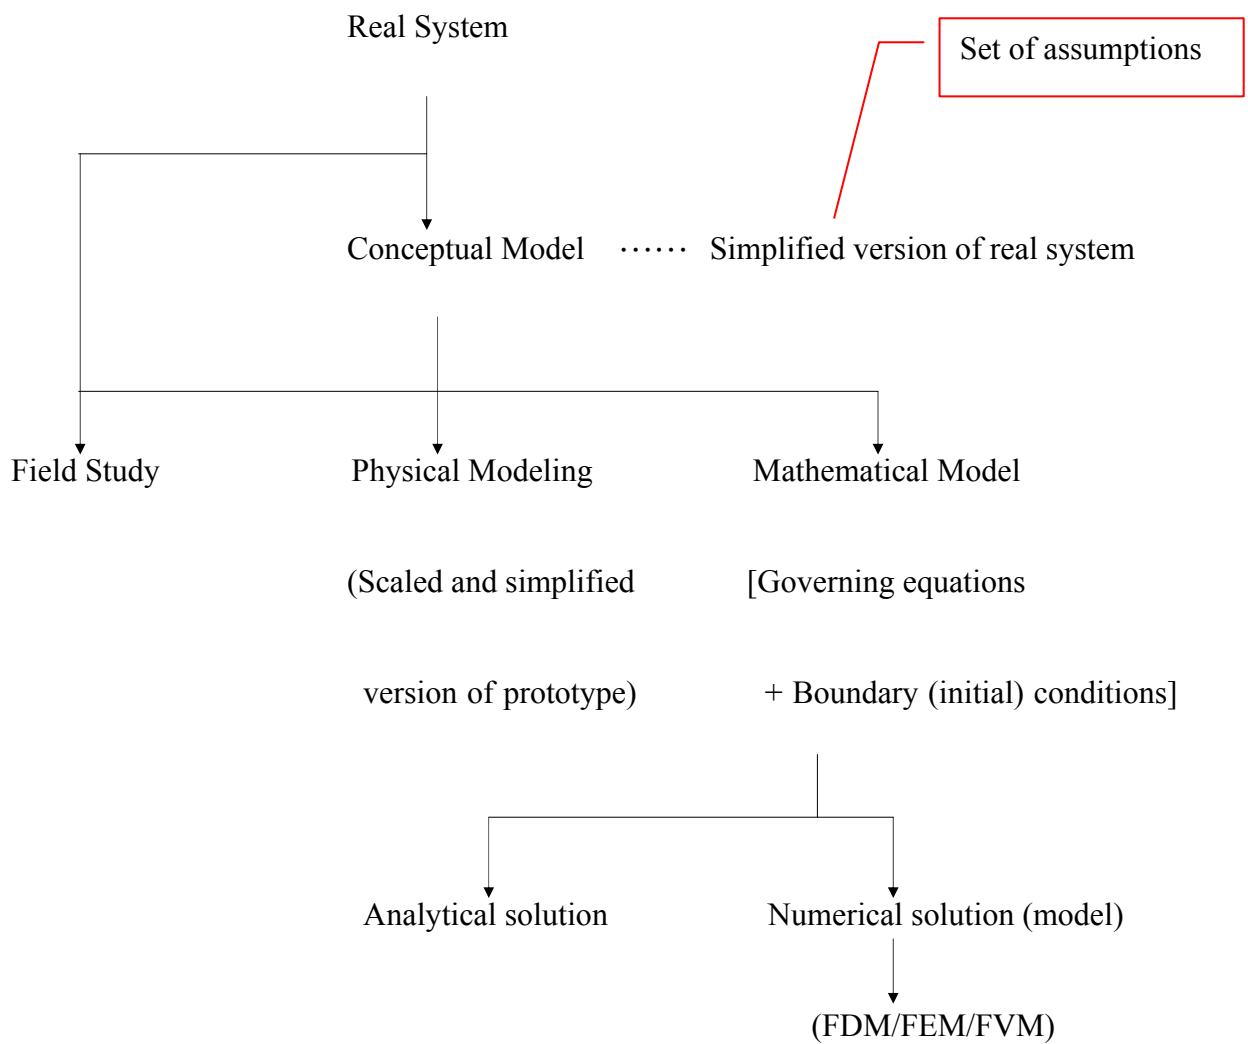 Real System
Set of assumptions
Conceptual Model ······ Simplified version of real system
Field Study
Physical Modeling
Mathematical Model
(Scaled and simplified
[Governing equations
version of prototype)
+ Boundary (initial) conditions]
Analytical solution
Numerical solution (model)
(FDM/FEM/FVM)